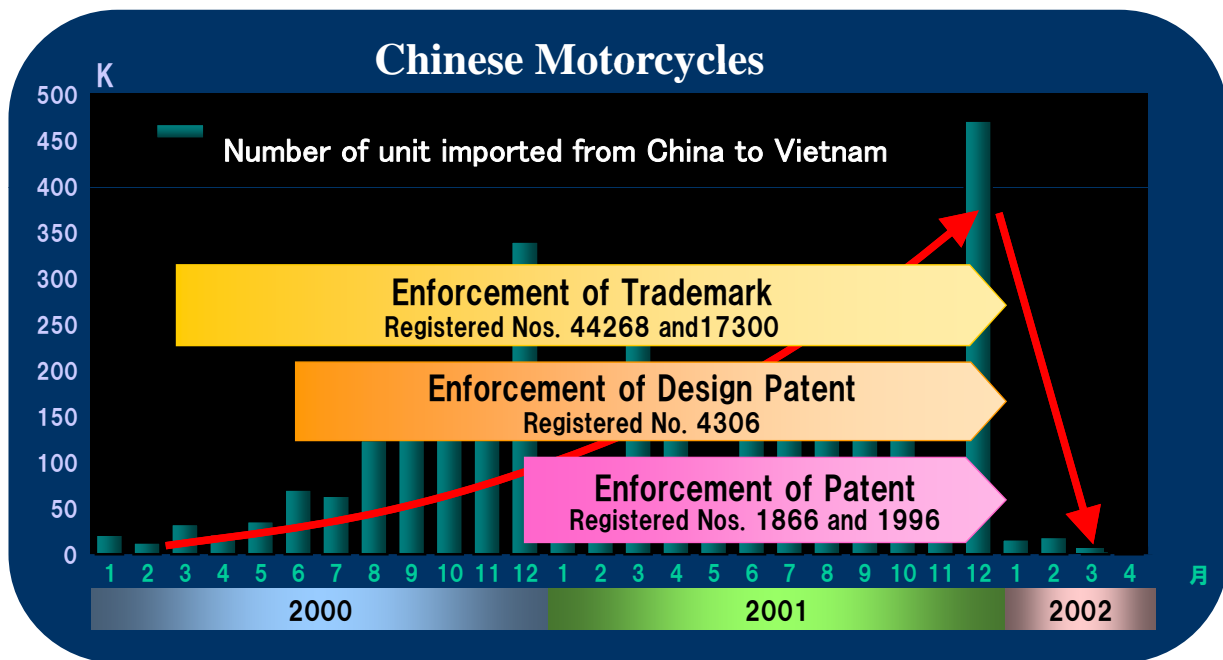 Chinese Motorcycles
K
500
450
400
350
300
250
200
150
100
50
0
Number of unit imported from China to Vietnam
Enforcement of Trademark
Registered Nos. 44268 and17300
Enforcement of Design Patent
Registered No. 4306
Enforcement of Patent
Registered Nos. 1866 and 1996
1 2 3 4 5 6 7 8 9 10 11 12 1 2 3 4 5 6 7 8 9 10 11 12 1 2 3 4 月
2000 2001 2002